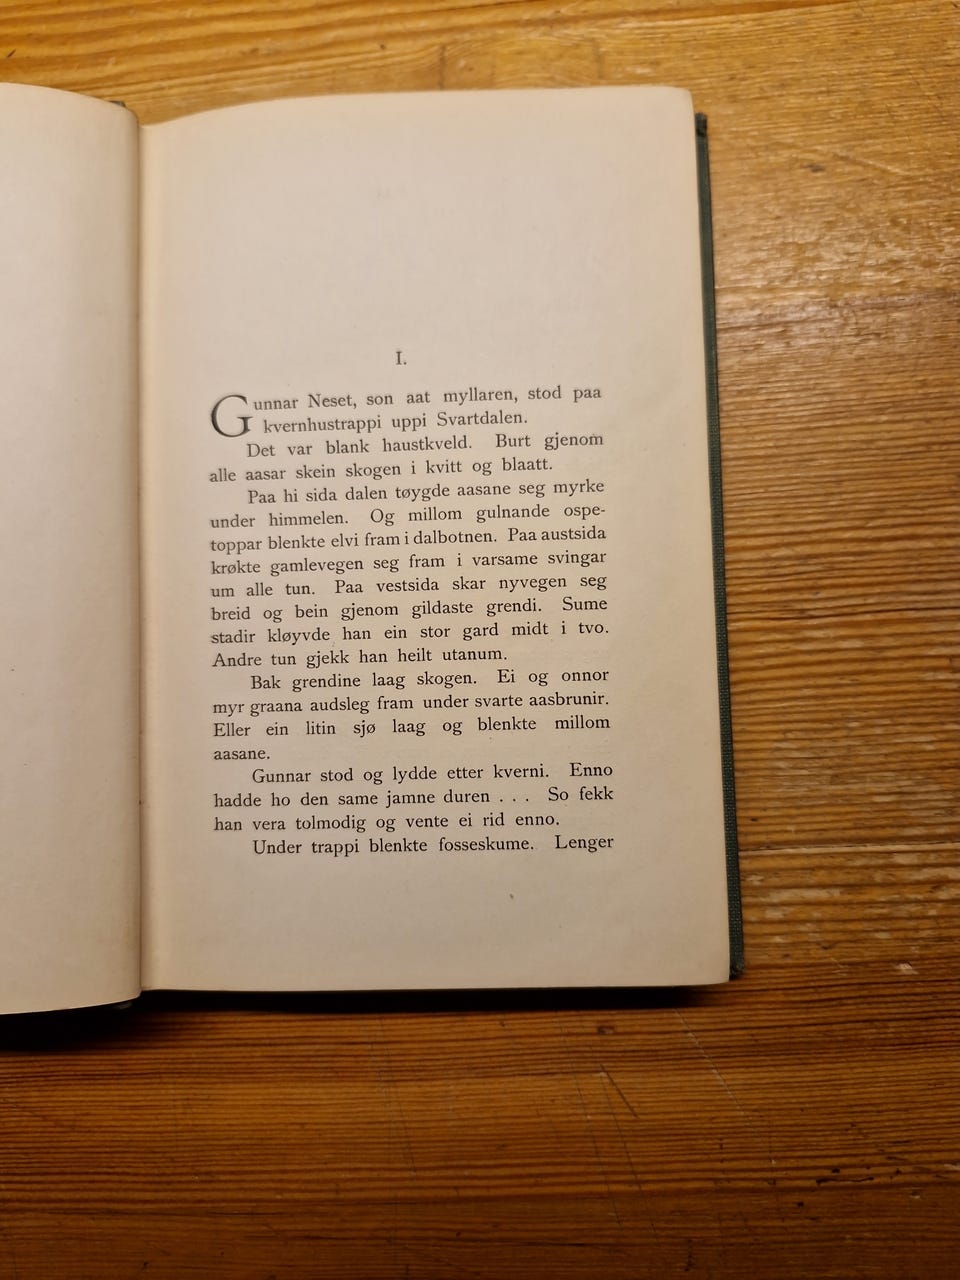 I.
Gunnar Neset, son aat myllaren, stod paa
kvernhustrappi uppi Svartdalen.
Det var blank haustkveld. Burt gjenom
alle aasar skein skogen i kvitt og blaatt.
Paa hi sida dalen tøygde aasane seg myrke
under himmelen. Og millom gulnande ospe-
toppar blenkte elvi fram i dalbotnen. Paa austsida
krøkte gamlevegen seg fram i varsame svingar
um alle tun. Paa vestsida skar nyvegen seg
breid og bein gjenom gildaste grendi. Sume
stadir kløyvde han ein stor gard midt i tvo.
Andre tun gjekk han heilt utanum.
Bak grendine laag skogen. Ei og onnor
myr graana audsleg fram under svarte aasbrunir.
Eller ein litin sjø laag og blenkte millom
aasane.
Gunnar stod og lydde etter kverni. Enno
hadde ho den same jamne duren . . . So fekk
han vera tolmodig og vente ei rid enno.
Under trappi blenkte fosseskume. Lenger